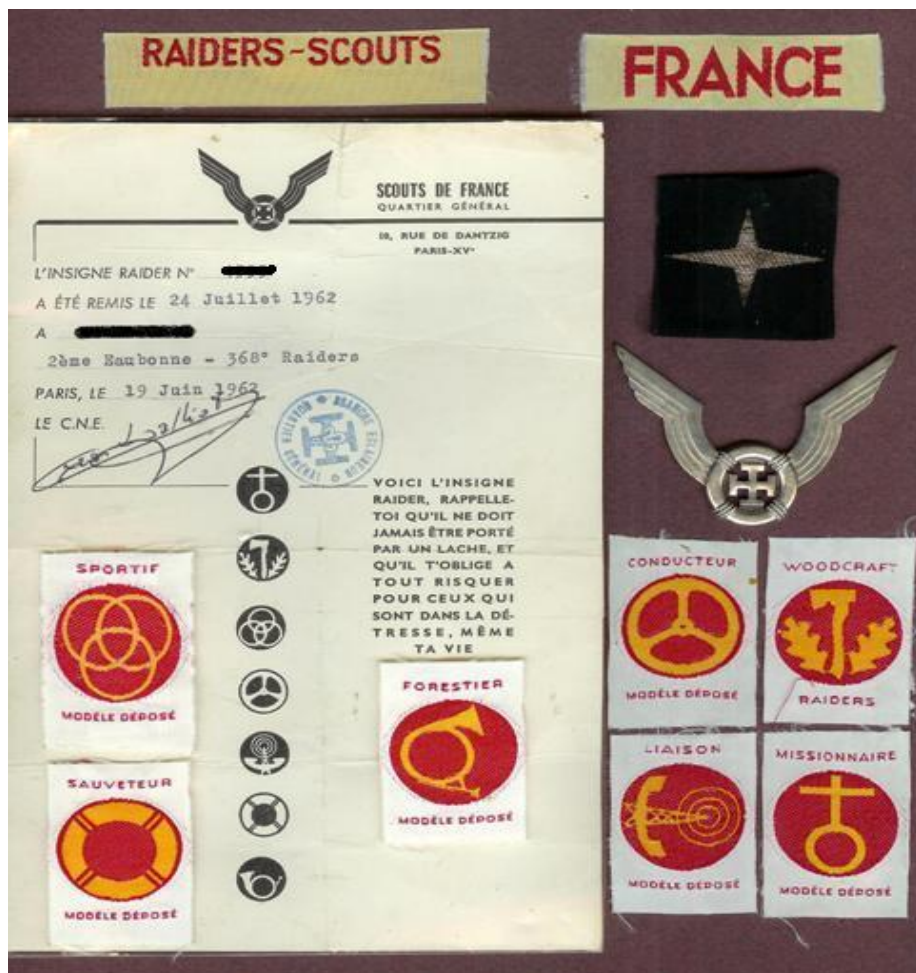 RAIDERS-SCOUTS
FRANCE
SCOUTS DE FRANCE
QUARTIER GÉNÉRAL
10, RUE DE DANTZIG
PARIS-XVe
L'INSIGNE RAIDER N°
A ÉTÉ REMIS LE 24 Juillet 1962
A
2ème Eaubonne - 368° Raiders
PARIS, LE 19 Juin 1962
LE C.N.E.
VOICI L'INSIGNE
RAIDER, RAPPELLE-
TOI QU'IL NE DOIT
JAMAIS ÊTRE PORTÉ
PAR UN LACHE, ET
QU'IL T'OBLIGE A
TOUT RISQUER
POUR CEUX QUI
SONT DANS LA DÉ-
TRESSE, MÊME
TA VIE
SPORTIF
MODÈLE DÉPOSÉ
SAUVETEUR
MODÈLE DÉPOSÉ
FORESTIER
MODÈLE DÉPOSÉ
CONDUCTEUR
MODÈLE DÉPOSÉ
WOODCRAFT
RAIDERS
LIAISON
MODÈLE DÉPOSÉ
MISSIONNAIRE
MODÈLE DÉPOSÉ